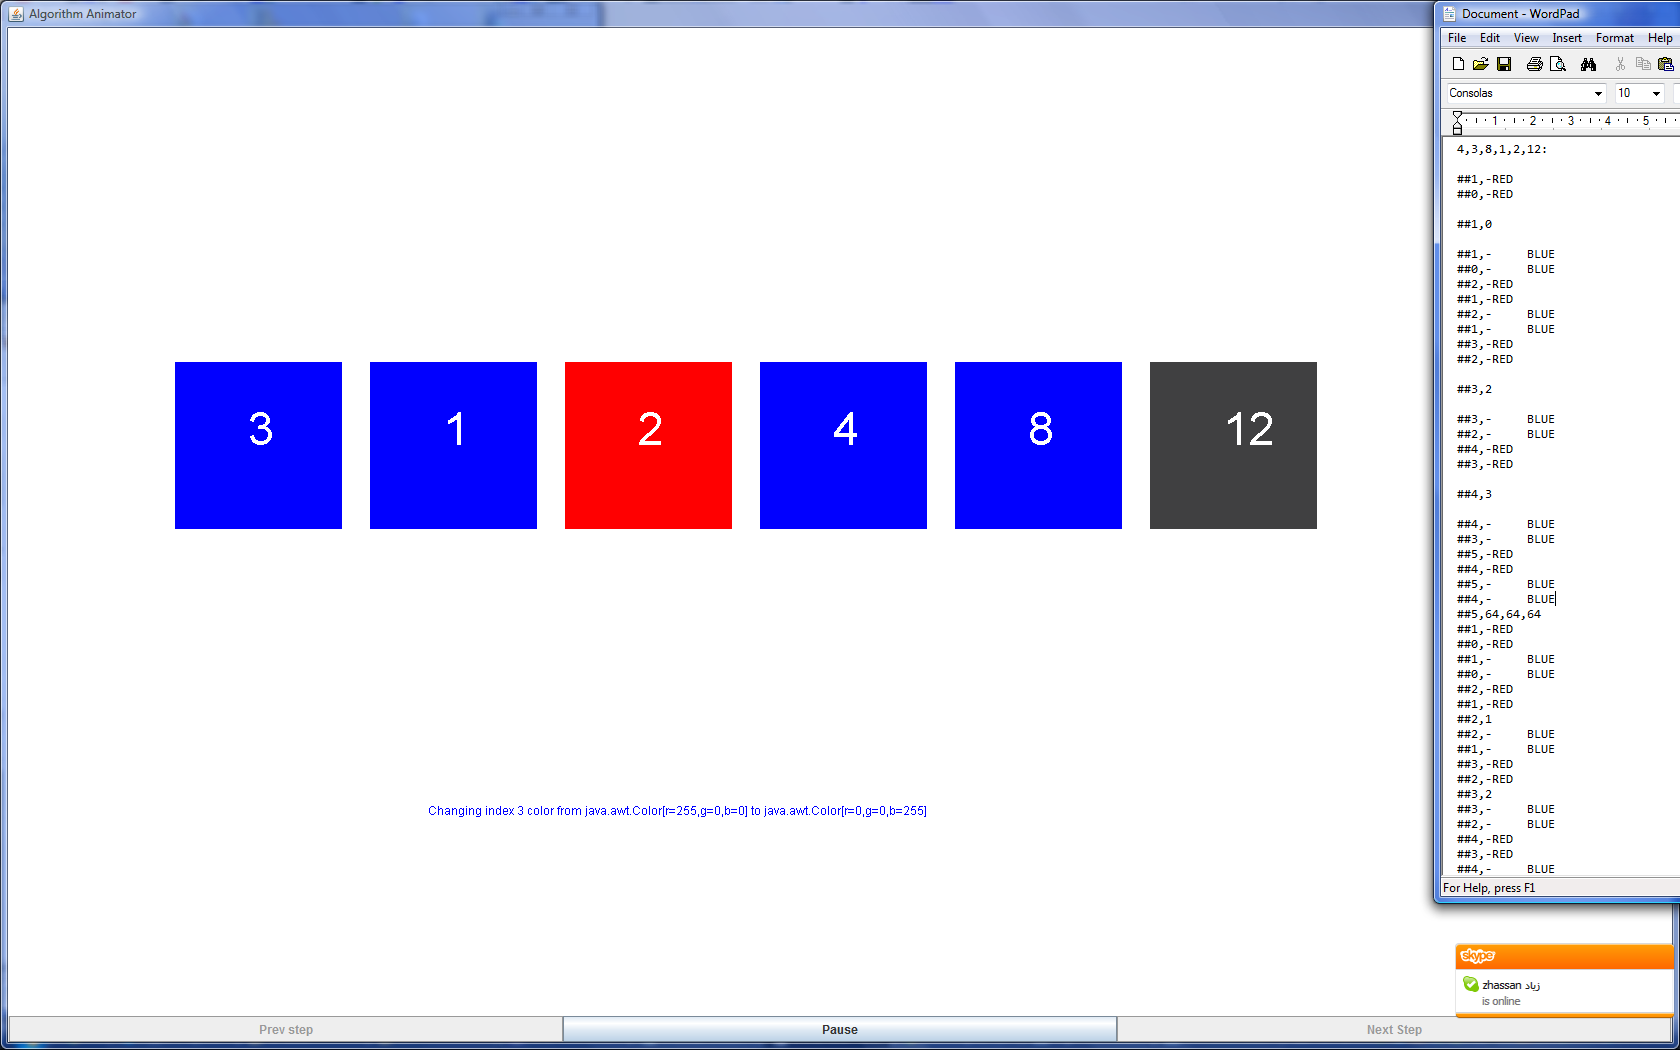 Algorithm Animator
3 1 2 4 8 12
Changing index 3 color from java.awt.Color[r=255,g=0,b=0] to java.awt.Color[r=0,g=0,b=255]
Prev step
Pause
Next Step
Document - WordPad
File Edit View Insert Format Help
Consolas 10
1 2 3 4 5
4,3,8,1,2,12:
##1,-RED
##0,-RED
##1,0
##1,- BLUE
##0,- BLUE
##2,-RED
##1,-RED
##2,- BLUE
##1,- BLUE
##3,-RED
##2,-RED
##3,2
##3,- BLUE
##2,- BLUE
##4,-RED
##3,-RED
##4,3
##4,- BLUE
##3,- BLUE
##5,-RED
##4,-RED
##5,- BLUE
##4,- BLUE
##5,64,64,64
##1,-RED
##0,-RED
##1,- BLUE
##0,- BLUE
##2,-RED
##1,-RED
##2,1
##2,- BLUE
##1,- BLUE
##3,-RED
##2,-RED
##3,2
##3,- BLUE
##2,- BLUE
##4,-RED
##3,-RED
##4,- BLUE
For Help, press F1
skype
zhassan زياد
is online